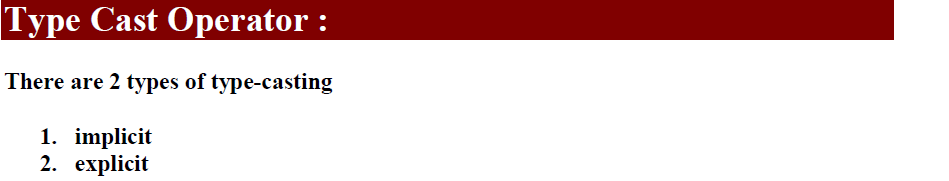 Type Cast Operator :
There are 2 types of type-casting
1. implicit
2. explicit